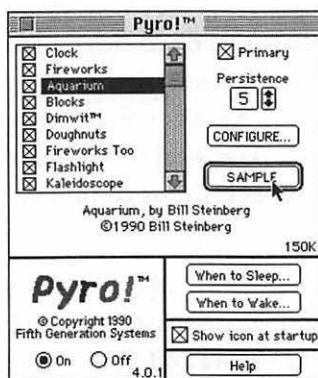 Pyro!™
Clock
Fireworks
Aquarium
Blocks
Dimwit™
Doughnuts
Fireworks Too
Flashlight
Kaleidoscope
Primary
Persistence
5
CONFIGURE...
SAMPLE
Aquarium, by Bill Steinberg
©1990 Bill Steinberg
150K
Pyro!™
© Copyright 1990
Fifth Generation Systems
On Off
4.0.1
When to Sleep...
When to Wake...
Show icon at startup
Help